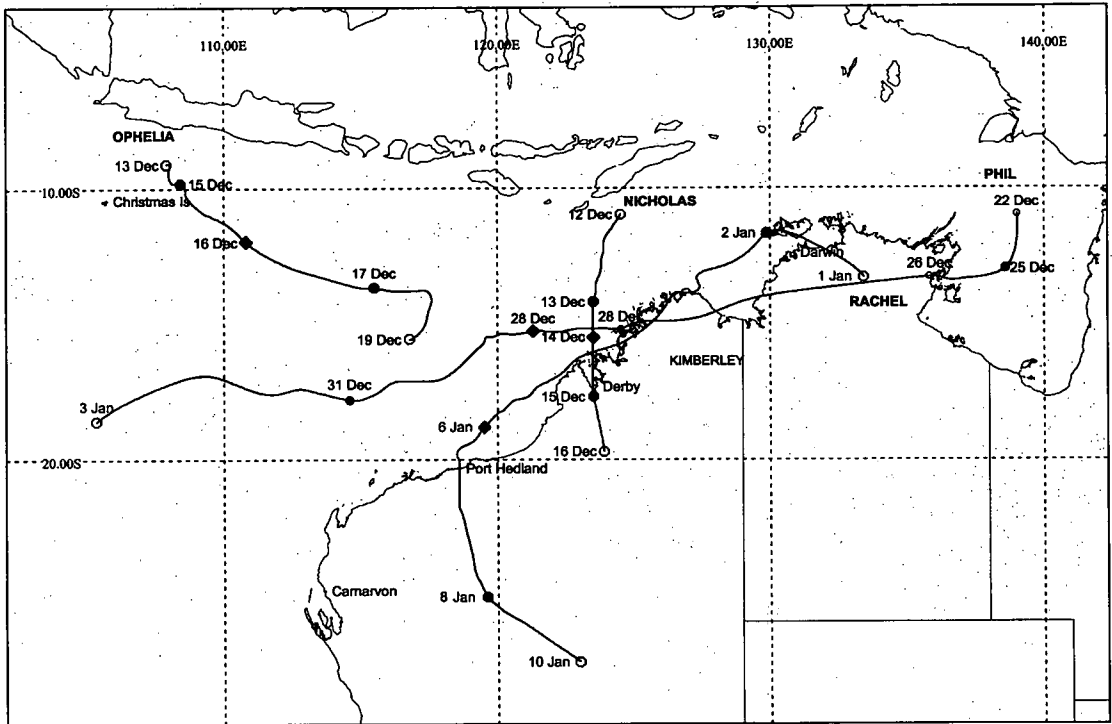 110.00E
120.00E
130.00E
140.00E
OPHELIA
13 Dec
15 Dec
PHIL
10.00S
Christmas Is
NICHOLAS
12 Dec
22 Dec
16 Dec
2 Jan
Darwin
17 Dec
1 Jan
26 Dec
25 Dec
13 Dec
RACHEL
28 Dec
28 Dec
19 Dec
14 Dec
KIMBERLEY
31 Dec
Derby
15 Dec
3 Jan
6 Jan
16 Dec
20.00S
Port Hedland
Carnarvon
8 Jan
10 Jan